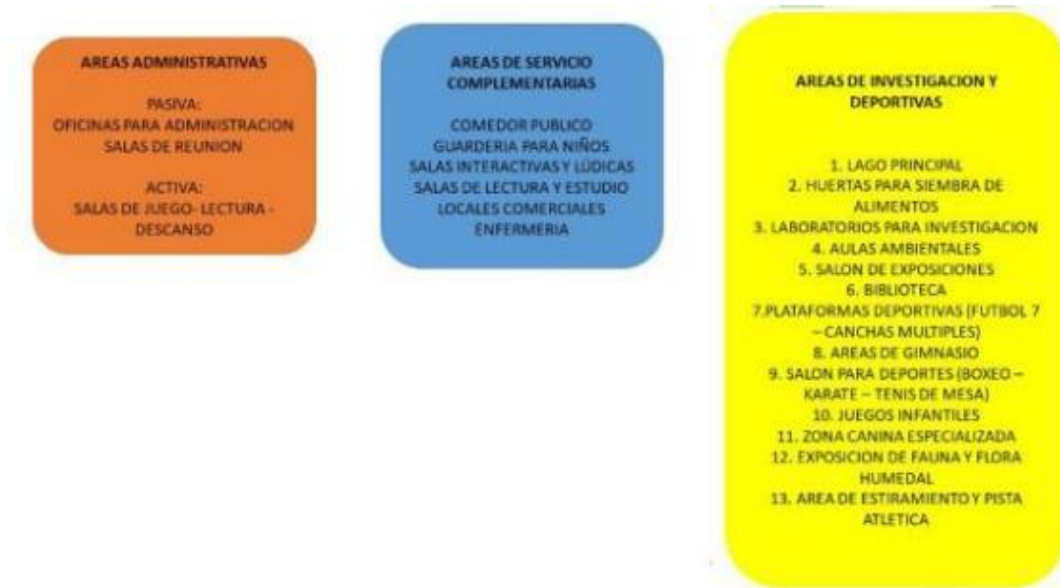 AREAS ADMINISTRATIVAS
PASIVA:
OFICINAS PARA ADMINISTRACION
SALAS DE REUNION
ACTIVA:
SALAS DE JUEGO- LECTURA -
DESCANSO
AREAS DE SERVICIO
COMPLEMENTARIAS
COMEDOR PUBLICO
GUARDERIA PARA NIÑOS
SALAS INTERACTIVAS Y LÚDICAS
SALAS DE LECTURA Y ESTUDIO
LOCALES COMERCIALES
ENFERMERIA
AREAS DE INVESTIGACION Y
DEPORTIVAS
1. LAGO PRINCIPAL
2. HUERTAS PARA SIEMBRA DE
ALIMENTOS
3. LABORATORIOS PARA INVESTIGACION
4. AULAS AMBIENTALES
5. SALON DE EXPOSICIONES
6. BIBLIOTECA
7.PLATAFORMAS DEPORTIVAS (FUTBOL 7
– CANCHAS MULTIPLES)
8. AREAS DE GIMNASIO
9. SALON PARA DEPORTES (BOXEO –
KARATE – TENIS DE MESA)
10. JUEGOS INFANTILES
11. ZONA CANINA ESPECIALIZADA
12. EXPOSICION DE FAUNA Y FLORA
HUMEDAL
13. AREA DE ESTIRAMIENTO Y PISTA
ATLETICA